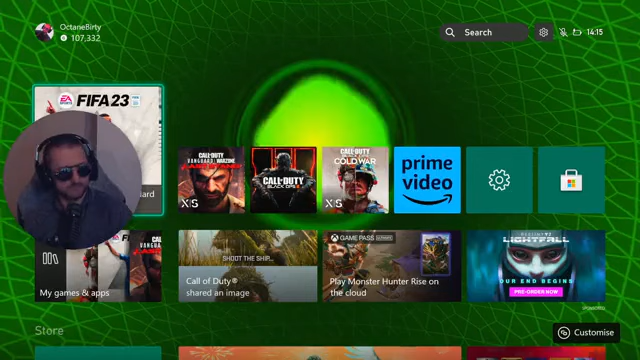 OctaneBirty
107,332
Search
14:15
EA SPORTS
FIFA 23
ard
CALL OF DUTY
VANGUARD WARZONE
X|S
CALL OF DUTY
BLACK OPS
CALL OF DUTY
COLD WAR
X|S
prime
video
My games & apps
SHOOT THE SHIP...
Call of Duty®
shared an image
GAME PASS ULTIMATE
Play Monster Hunter Rise on
the cloud
DESTINY 2
LIGHTFALL
OUR END BEGINS
PRE-ORDER NOW
SPONSORED
Store
Customise